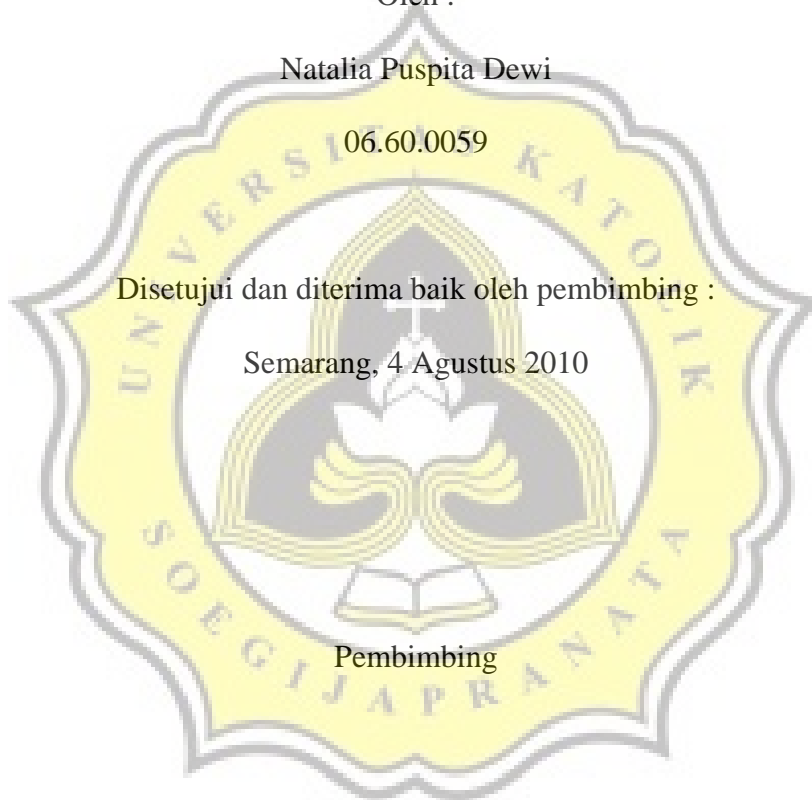 Oleh :
Natalia Puspita Dewi
06.60.0059
Disetujui dan diterima baik oleh pembimbing :
Semarang, 4 Agustus 2010
Pembimbing
UNIVERSITAS KATOLIK
SOEGIJAPRANATA